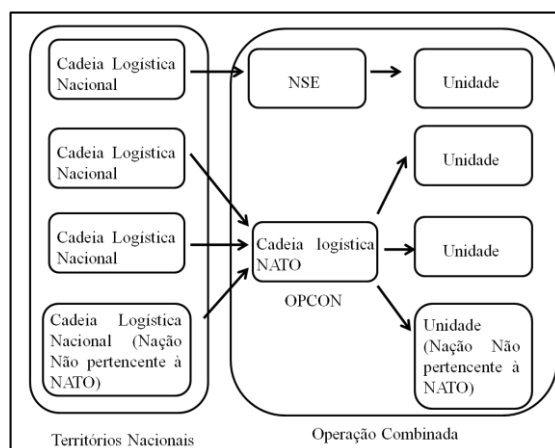 Cadeia Logística
Nacional
NSE
Unidade
Cadeia Logística
Nacional
Unidade
Cadeia Logística
Nacional
Cadeia logística
NATO
Unidade
OPCON
Cadeia Logística
Nacional (Nação
Não pertencente à
NATO)
Unidade
(Nação Não
pertencente à
NATO)
Territórios Nacionais
Operação Combinada